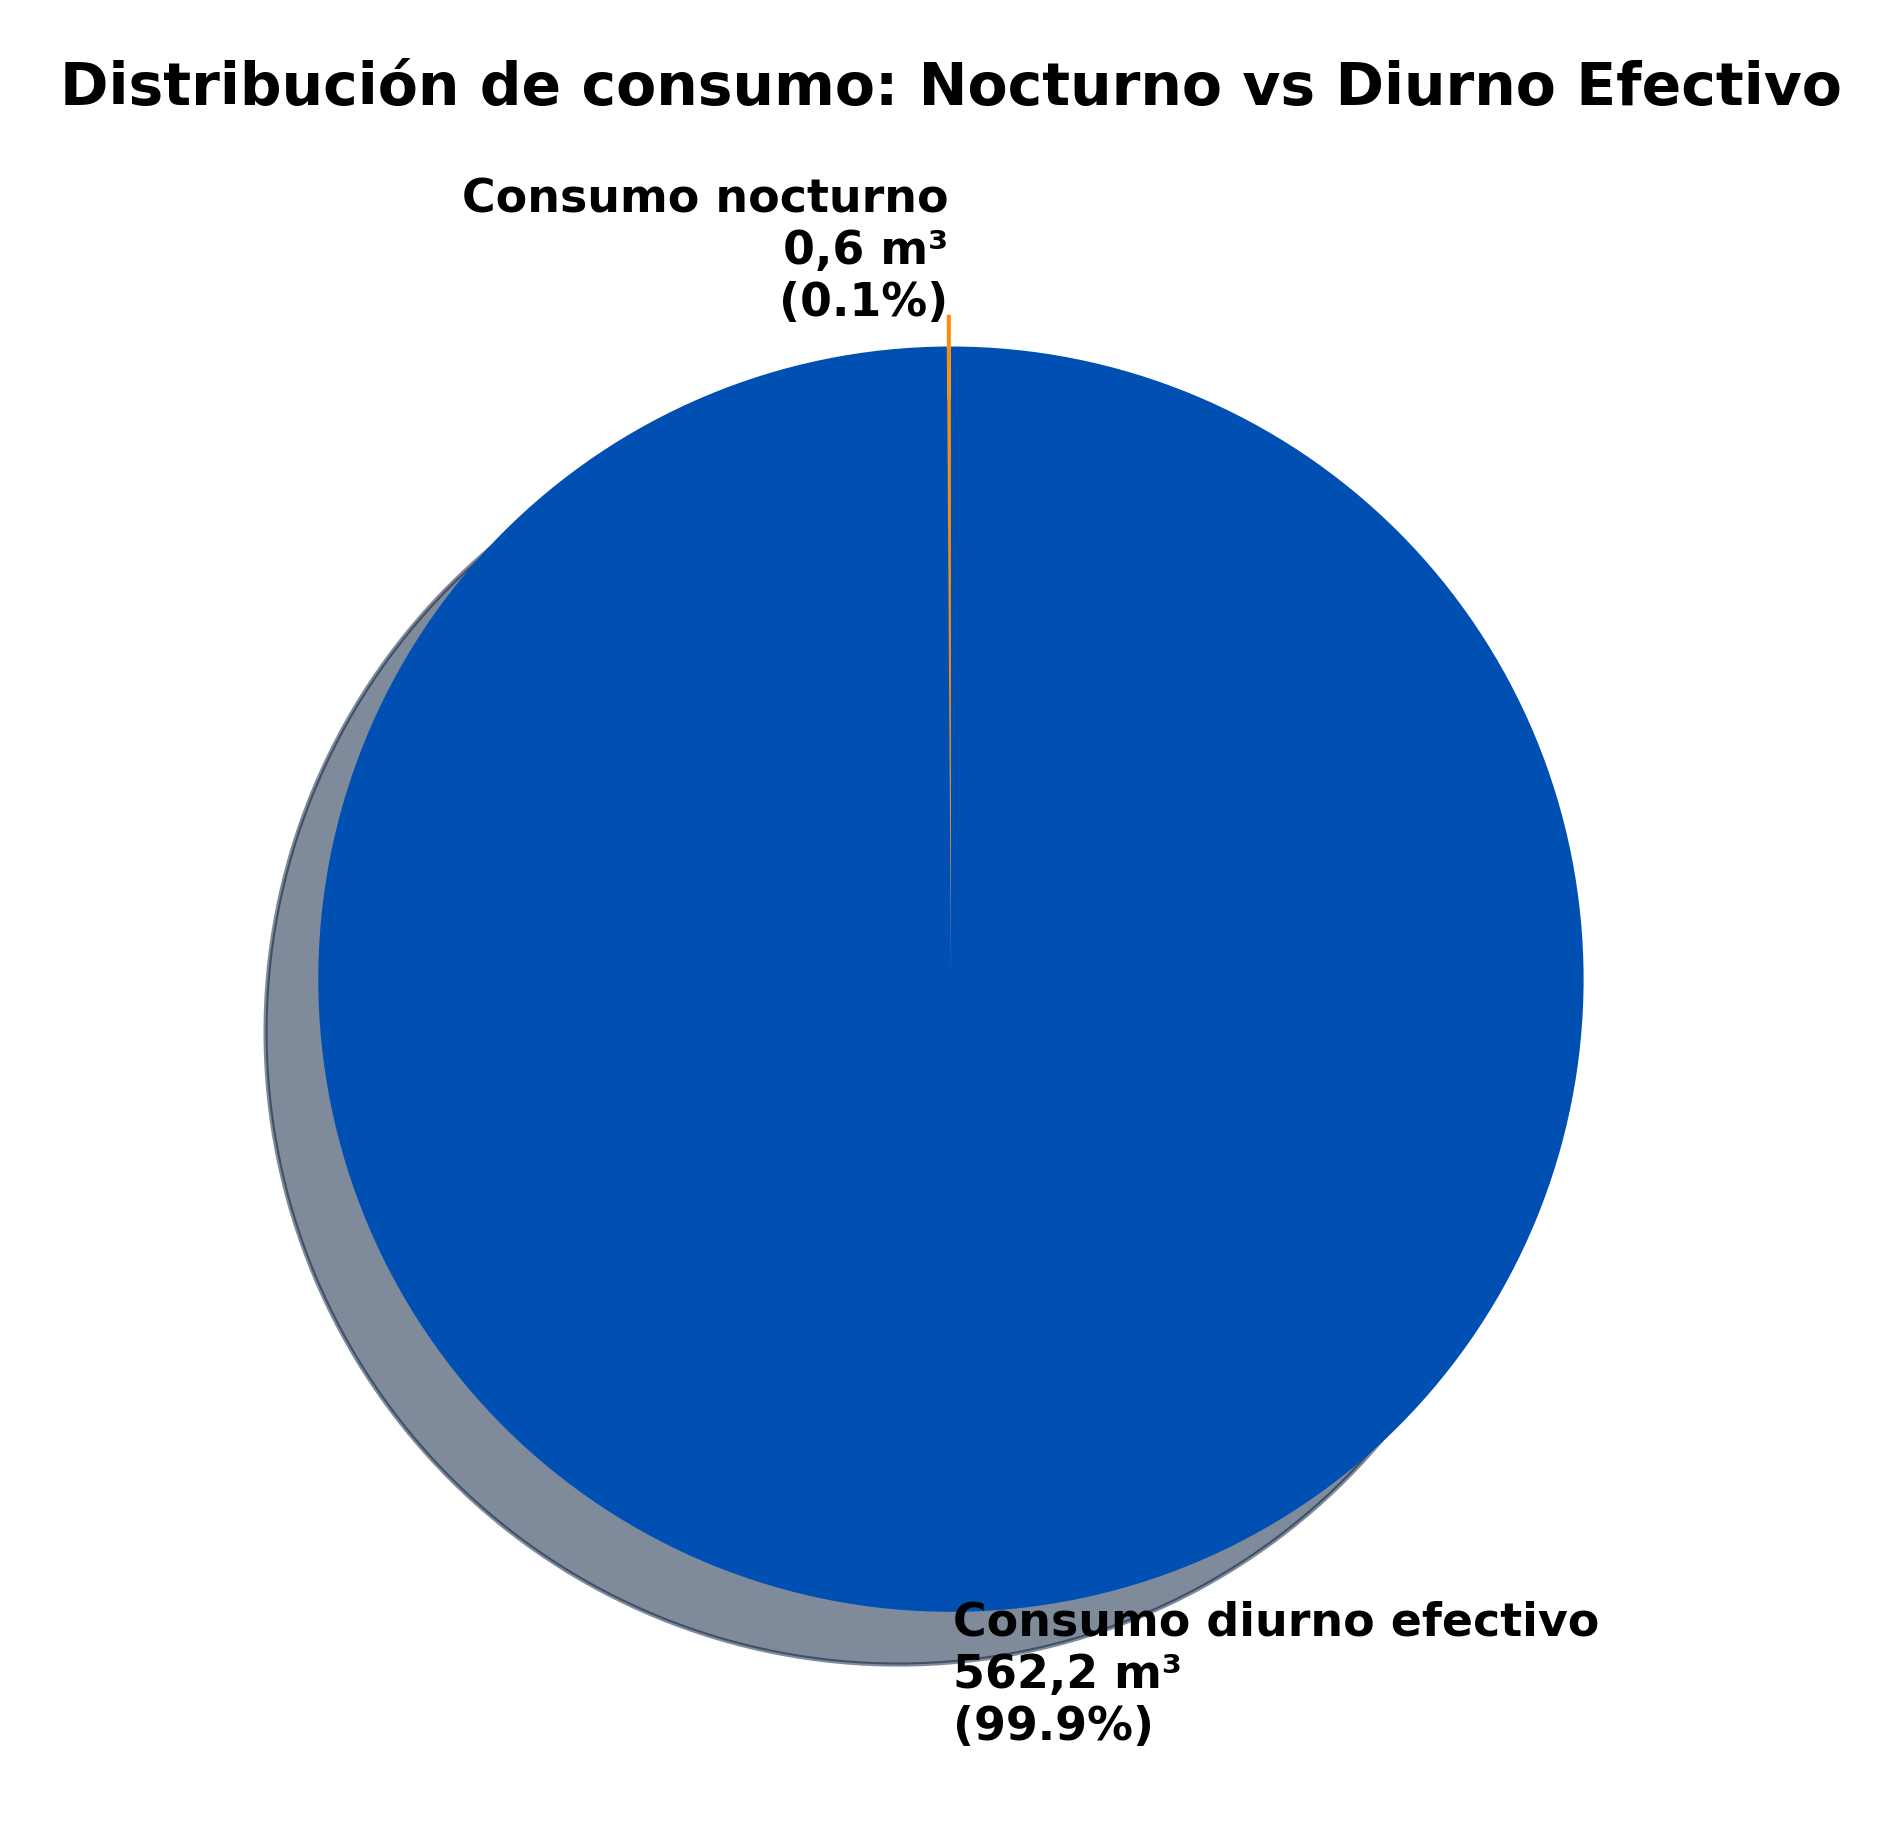 Distribución de consumo: Nocturno vs Diurno Efectivo
Consumo nocturno
0,6 m³
(0.1%)
Consumo diurno efectivo
562,2 m³
(99.9%)